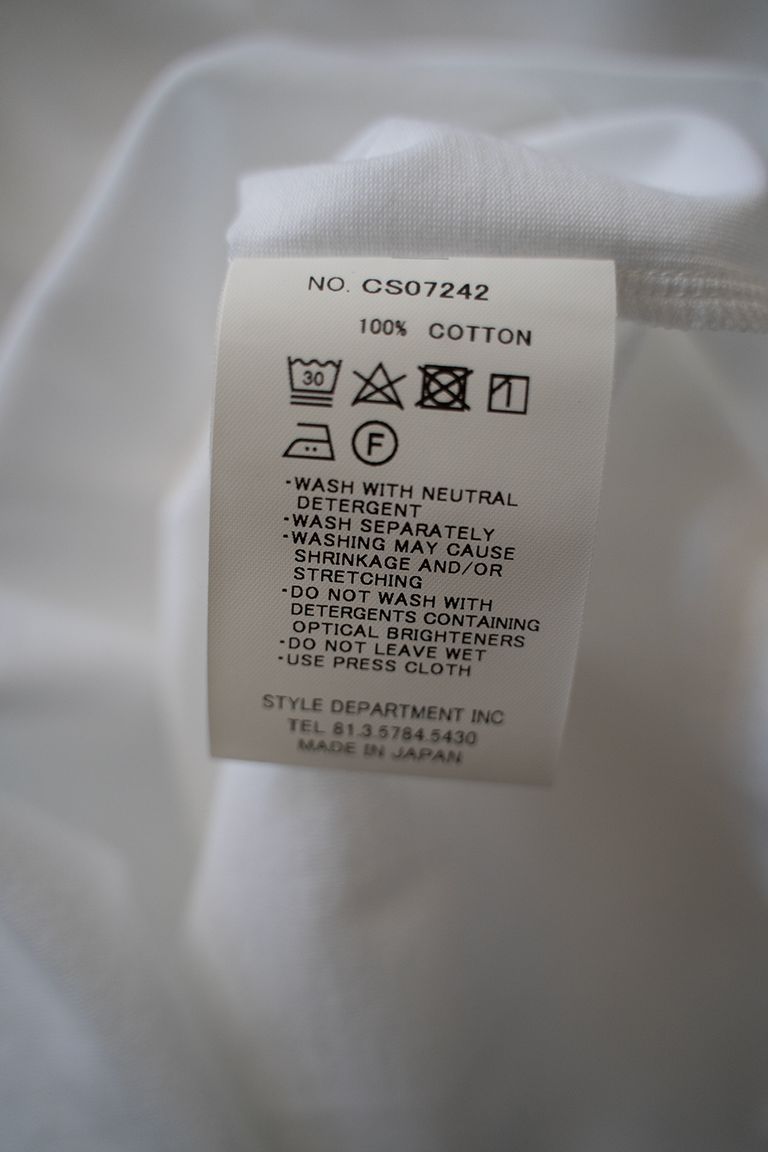 NO. CS07242
100% COTTON
30
F
·WASH WITH NEUTRAL
DETERGENT
·WASH SEPARATELY
·WASHING MAY CAUSE
SHRINKAGE AND/OR
STRETCHING
·DO NOT WASH WITH
DETERGENTS CONTAINING
OPTICAL BRIGHTENERS
·DO NOT LEAVE WET
·USE PRESS CLOTH
STYLE DEPARTMENT INC
TEL 81.3.5784.5430
MADE IN JAPAN